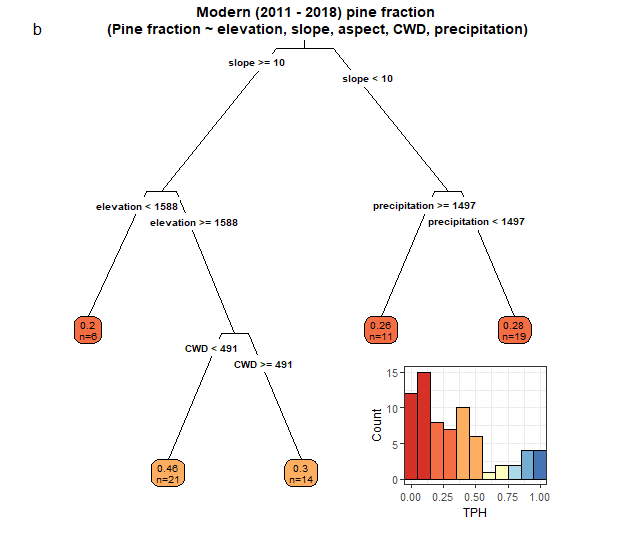 Modern (2011 - 2018) pine fraction
b
(Pine fraction ~ elevation, slope, aspect, CWD, precipitation)
slope >= 10
slope < 10
elevation < 1588
elevation >= 1588
precipitation >= 1497
precipitation < 1497
0.2
n=6
0.26
n=11
0.28
n=19
CWD < 491
CWD >= 491
0.46
n=21
0.3
n=14
15
10
5
0
Count
0.00 0.25 0.50 0.75 1.00
TPH